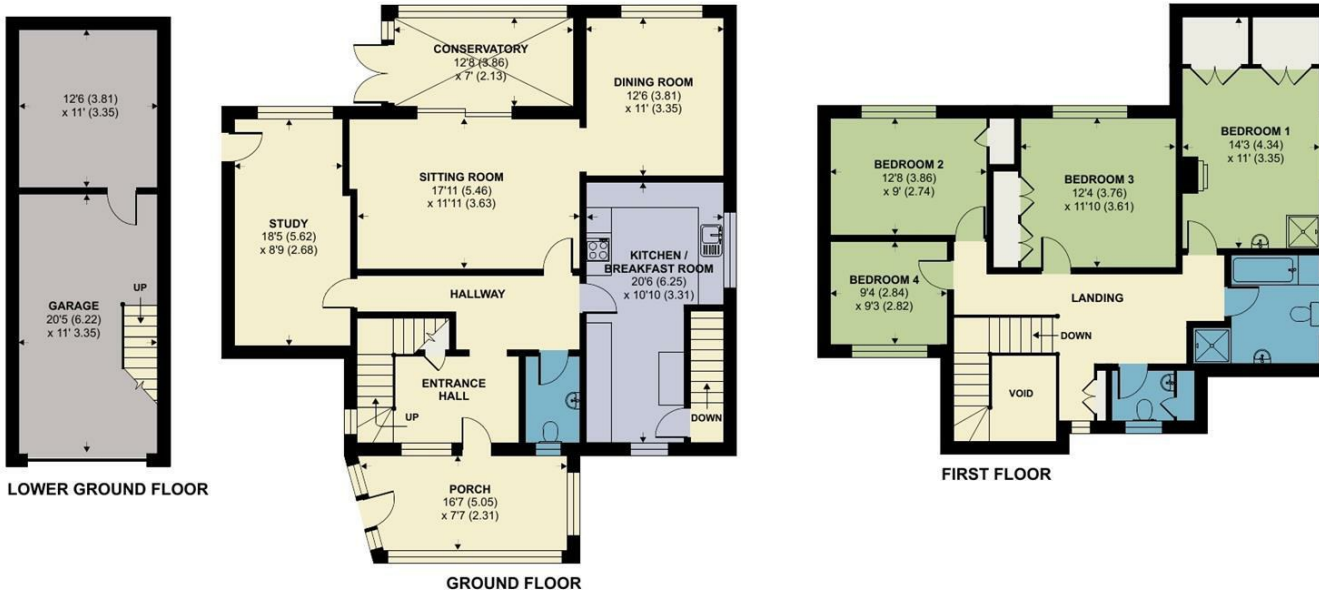 12'6 (3.81)
x 11' (3.35)
UP
GARAGE
20'5 (6.22)
x 11' 3.35)
LOWER GROUND FLOOR
CONSERVATORY
12'8 (3.86)
x 7' (2.13)
DINING ROOM
12'6 (3.81)
x 11' (3.35)
SITTING ROOM
17'11 (5.46)
x 11'11 (3.63)
STUDY
18'5 (5.62)
x 8'9 (2.68)
KITCHEN /
BREAKFAST ROOM
20'6 (6.25)
x 10'10 (3.31)
HALLWAY
ENTRANCE
HALL
UP
DOWN
PORCH
16'7 (5.05)
x 7'7 (2.31)
GROUND FLOOR
BEDROOM 1
14'3 (4.34)
x 11' (3.35)
BEDROOM 2
12'8 (3.86)
x 9' (2.74)
BEDROOM 3
12'4 (3.76)
x 11'10 (3.61)
BEDROOM 4
9'4 (2.84)
x 9'3 (2.82)
LANDING
DOWN
VOID
FIRST FLOOR